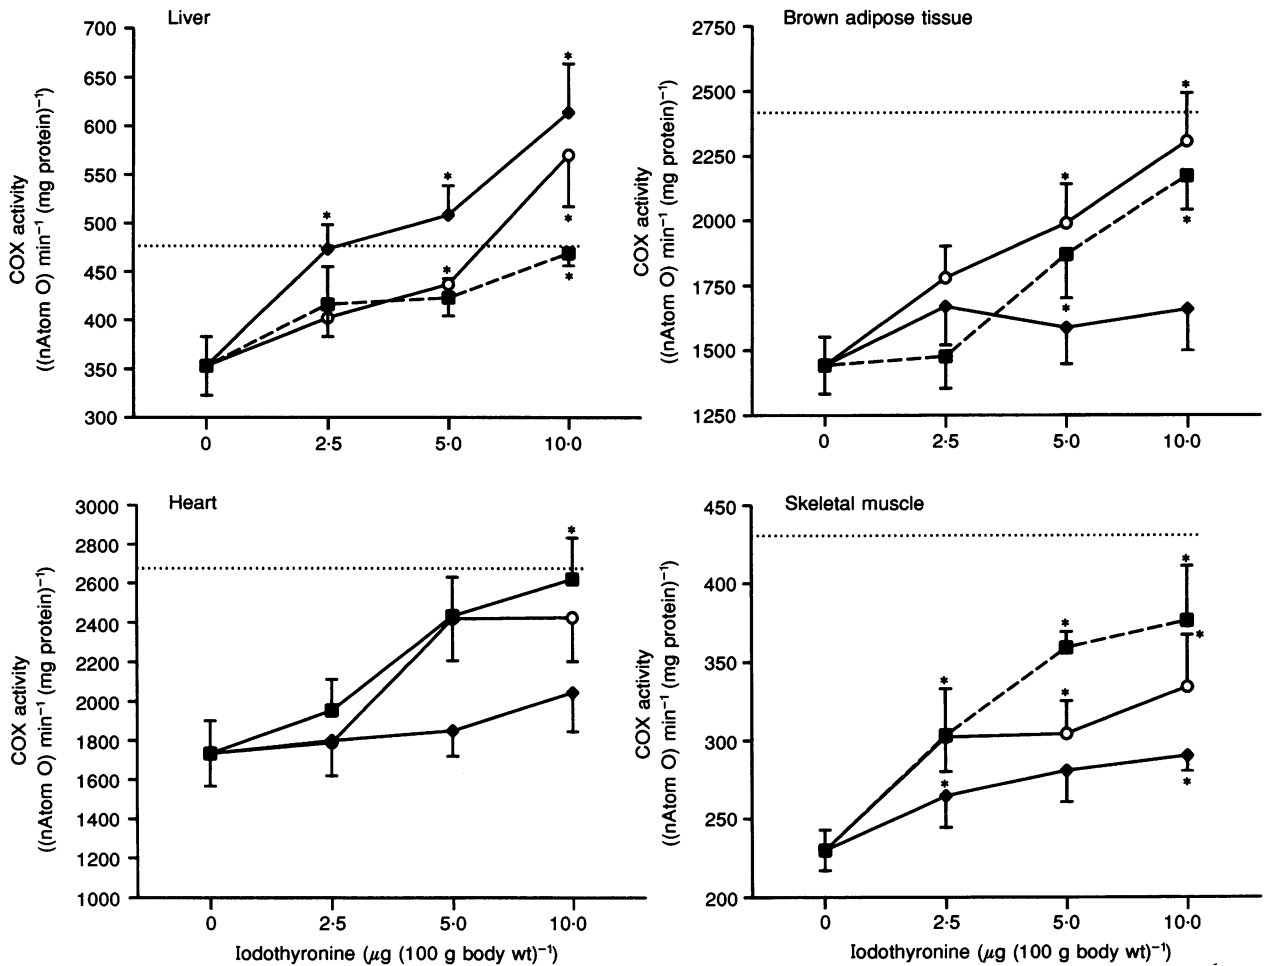 Liver
700
650
600
550
500
450
400
350
300
COX activity
((nAtom O) min⁻¹ (mg protein)⁻¹)
0 2·5 5·0 10·0
* * * * * *
Brown adipose tissue
2750
2500
2250
2000
1750
1500
1250
COX activity
((nAtom O) min⁻¹ (mg protein)⁻¹)
0 2·5 5·0 10·0
* * * *
Heart
3000
2800
2600
2400
2200
2000
1800
1600
1400
1200
1000
COX activity
((nAtom O) min⁻¹ (mg protein)⁻¹)
0 2·5 5·0 10·0
*
Iodothyronine (μg (100 g body wt)⁻¹)
Skeletal muscle
450
400
350
300
250
200
COX activity
((nAtom O) min⁻¹ (mg protein)⁻¹)
0 2·5 5·0 10·0
* * * * * * *
Iodothyronine (μg (100 g body wt)⁻¹)